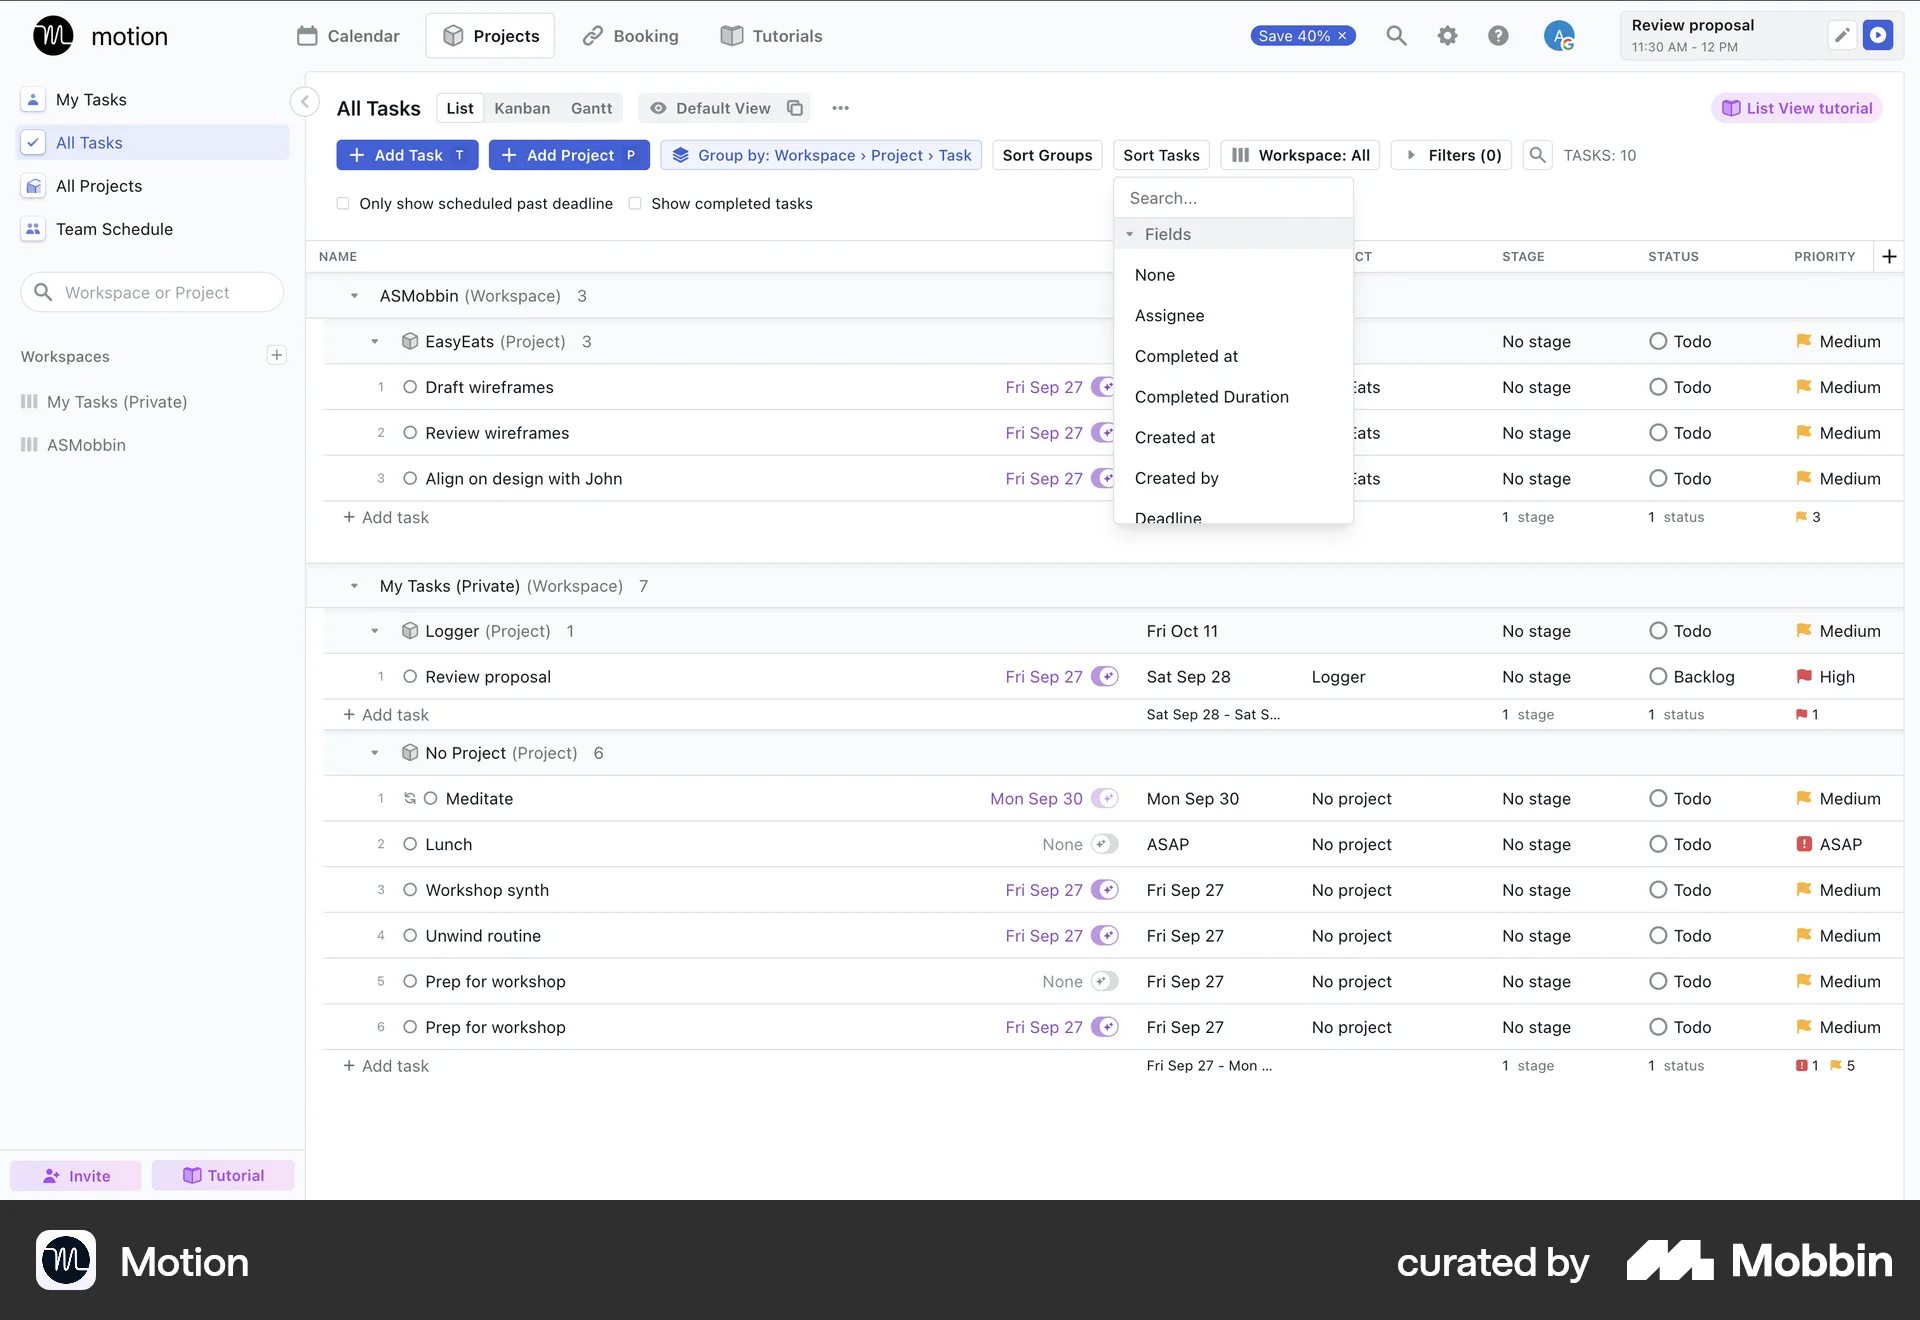 motion
Calendar
Projects
Booking
Tutorials
Save 40% ×
A
G
Review proposal
11:30 AM - 12 PM
My Tasks
All Tasks
All Projects
Team Schedule
Workspace or Project
Workspaces
My Tasks (Private)
ASMobbin
Invite
Tutorial
All Tasks
List
Kanban
Gantt
Default View
List View tutorial
Add Task T
Add Project P
Group by: Workspace › Project › Task
Sort Groups
Sort Tasks
Workspace: All
Filters (0)
TASKS: 10
Only show scheduled past deadline
Show completed tasks
Search...
Fields
None
Assignee
Completed at
Completed Duration
Created at
Created by
Deadline
NAME CT STAGE STATUS PRIORITY
ASMobbin (Workspace) 3
EasyEats (Project) 3 No stage Todo Medium
1 Draft wireframes Fri Sep 27 Eats No stage Todo Medium
2 Review wireframes Fri Sep 27 Eats No stage Todo Medium
3 Align on design with John Fri Sep 27 Eats No stage Todo Medium
+ Add task 1 stage 1 status 3
My Tasks (Private) (Workspace) 7
Logger (Project) 1 Fri Oct 11 No stage Todo Medium
1 Review proposal Fri Sep 27 Sat Sep 28 Logger No stage Backlog High
+ Add task Sat Sep 28 - Sat S... 1 stage 1 status 1
No Project (Project) 6
1 Meditate Mon Sep 30 Mon Sep 30 No project No stage Todo Medium
2 Lunch None ASAP No project No stage Todo ASAP
3 Workshop synth Fri Sep 27 Fri Sep 27 No project No stage Todo Medium
4 Unwind routine Fri Sep 27 Fri Sep 27 No project No stage Todo Medium
5 Prep for workshop None Fri Sep 27 No project No stage Todo Medium
6 Prep for workshop Fri Sep 27 Fri Sep 27 No project No stage Todo Medium
+ Add task Fri Sep 27 - Mon ... 1 stage 1 status 1 5
Motion
curated by Mobbin